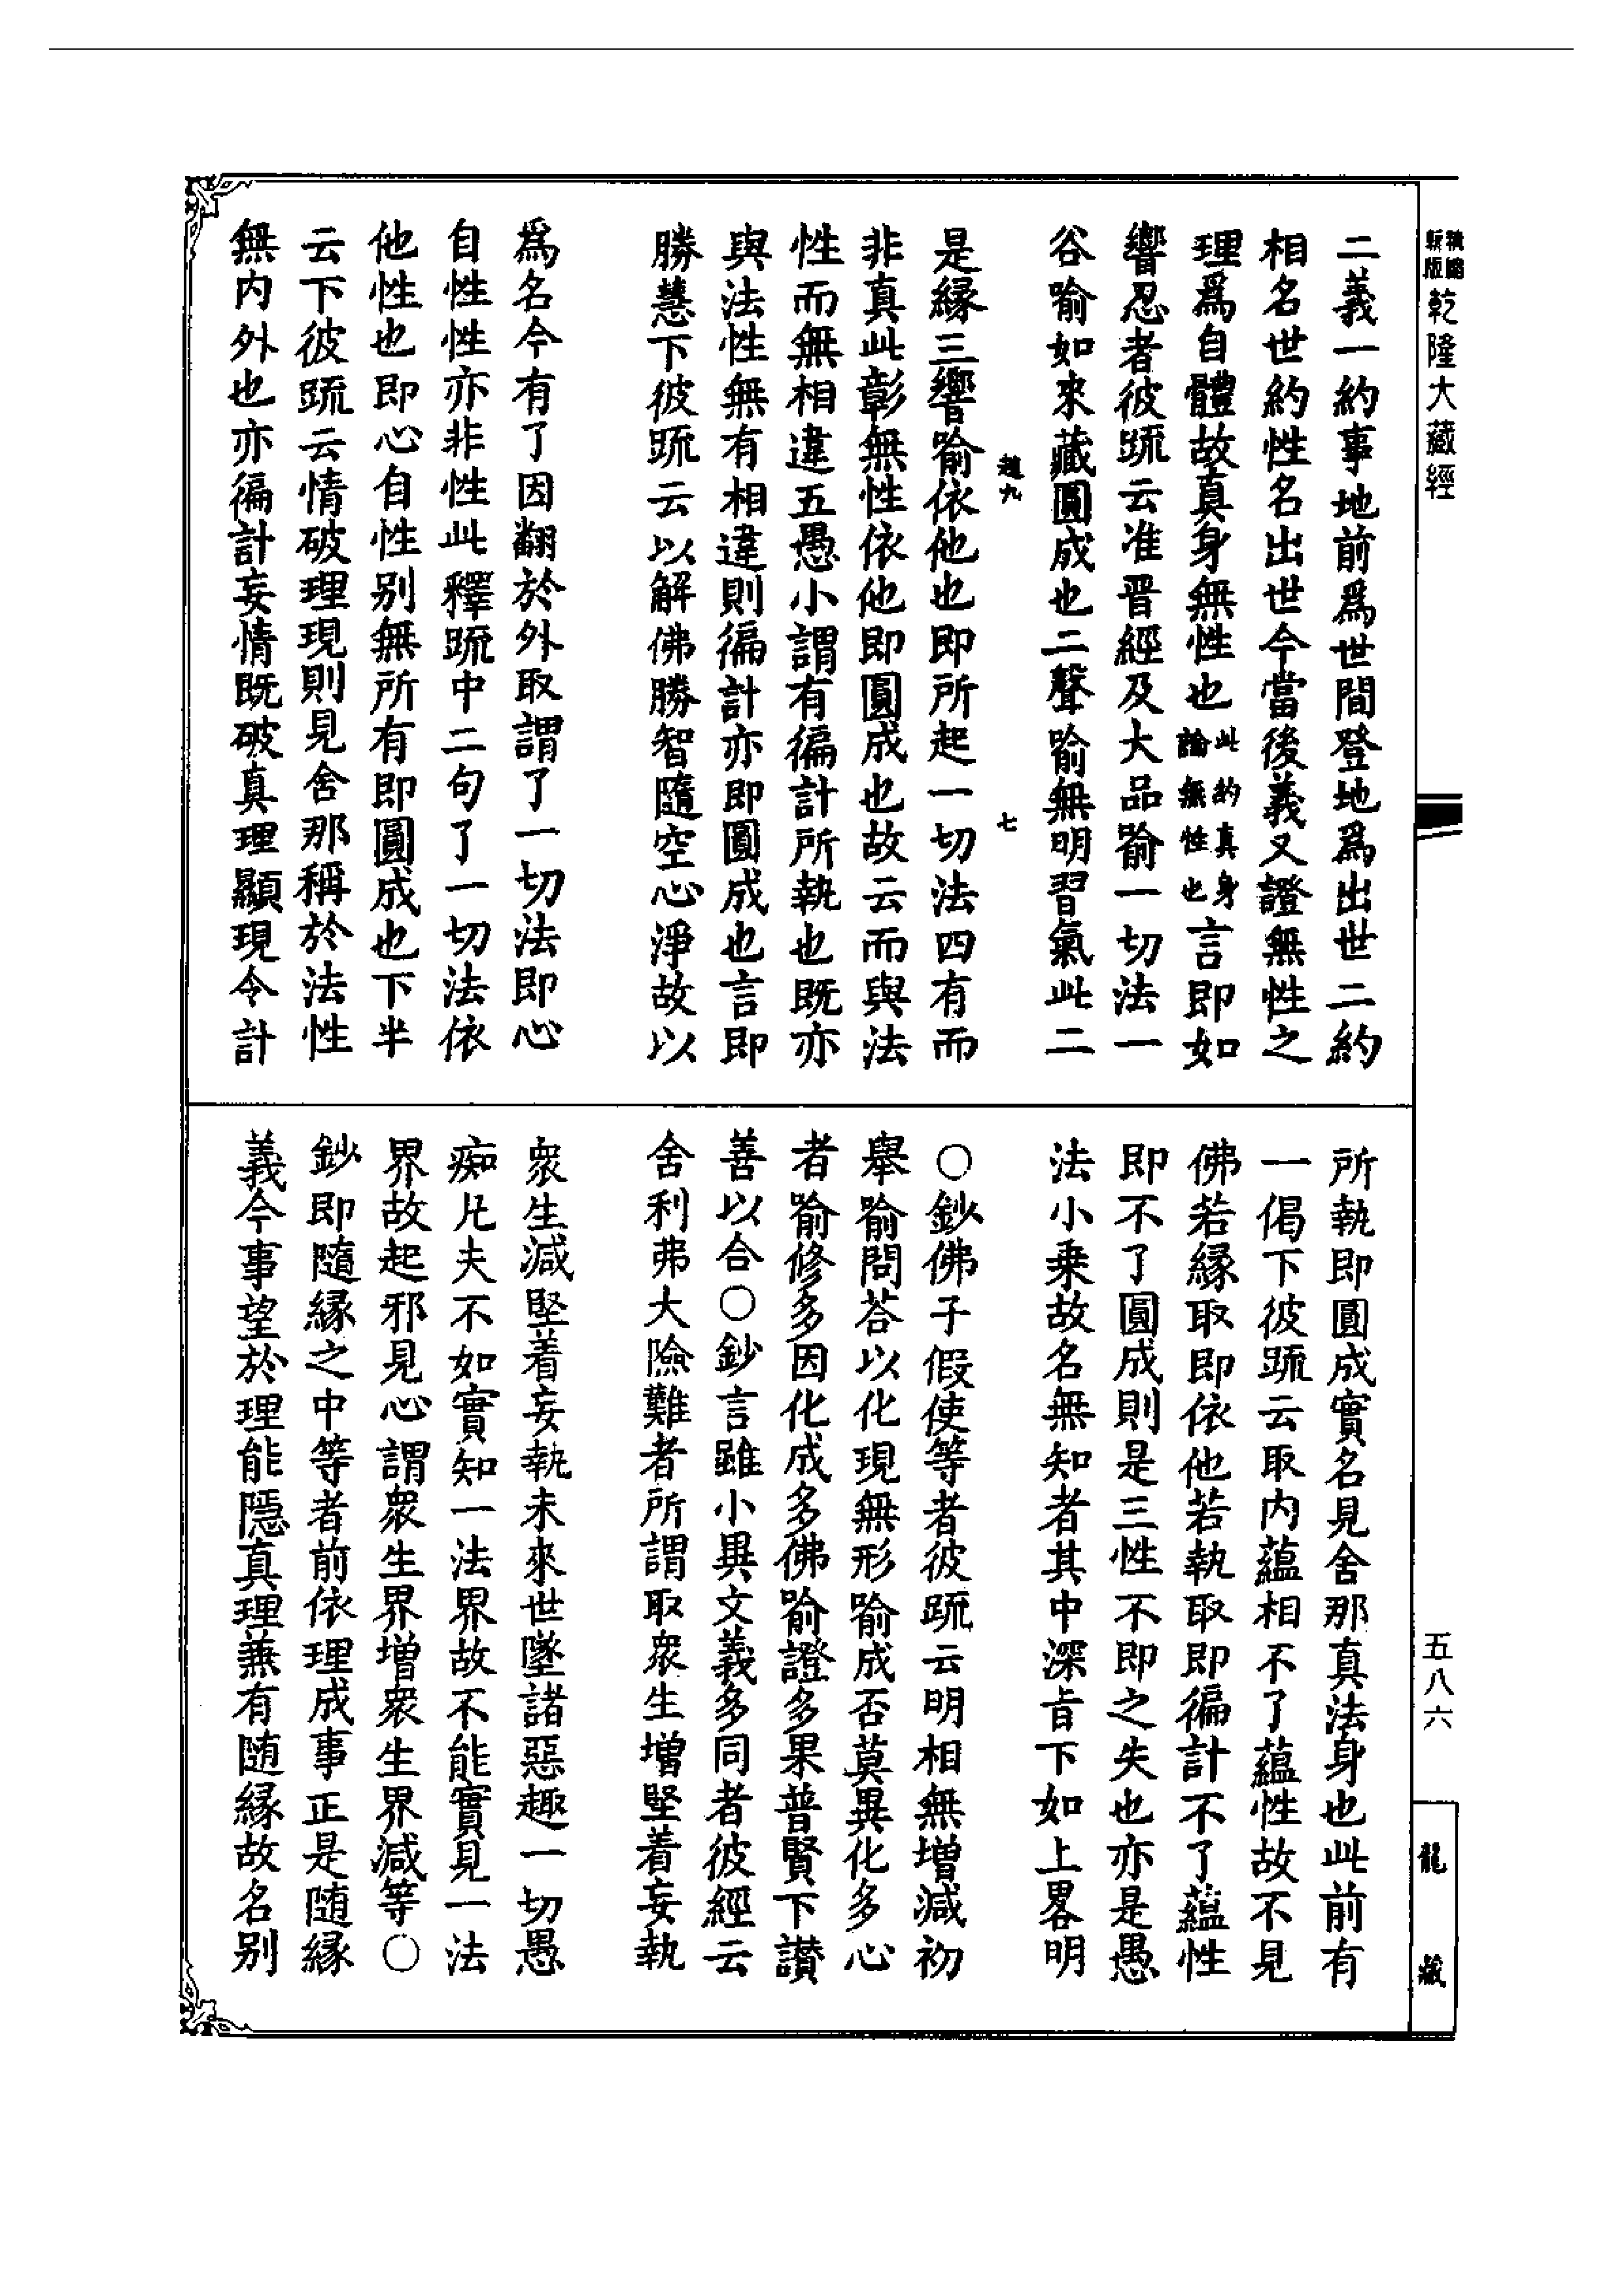 乾隆大藏經
二義一約事地前爲世間登地爲出世二約
相名世約性名出世今當後義又證無性之
理爲自體故真身無性也此約真身論無性也言即如
響忍者彼䟽云准晋經及大品喻一切法一
谷喻如來藏圓成也二聲喻無明習氣此二
趙九 七
是緣三響喻依他也即所起一切法四有而
非真此彰無性依他即圓成也故云而與法
性而無相違五愚小謂有徧計所執也既亦
與法性無有相違則徧計亦即圓成也言即
勝慧下彼䟽云以解佛勝智隨空心淨故以
爲名今有了因翻於外取謂了一切法即心
自性性亦非性此釋䟽中二句了一切法依
他性也即心自性別無所有即圓成也下半
云下彼䟽云情破理現則見舍那稱於法性
無内外也亦徧計妄情既破真理顯現令計
所執即圓成實名見舍那真法身也此前有
一偈下彼䟽云取内蘊相不了蘊性故不見
佛若緣取即依他若執取即徧計不了蘊性
即不了圓成則是三性不即之失也亦是愚
法小乗故名無知者其中深旨下如上畧明
○鈔佛子假使等者彼䟽云明相無增減初
舉喻問荅以化現無形喻成否莫異化多心
者喻修多因化成多佛喻證多果普賢下讚
善以合○鈔言雖小異文義多同者彼經云
舍利弗大險難者所謂取衆生增堅着妄執
衆生減堅着妄執未來世墜諸惡趣一切愚
痴凡夫不如實知一法界故不能實見一法
界故起邪見心謂衆生界增衆生界減等○
鈔即隨緣之中等者前依理成事正是随緣
義今事望於理能隱真理兼有随緣故名别
五八六
龍藏